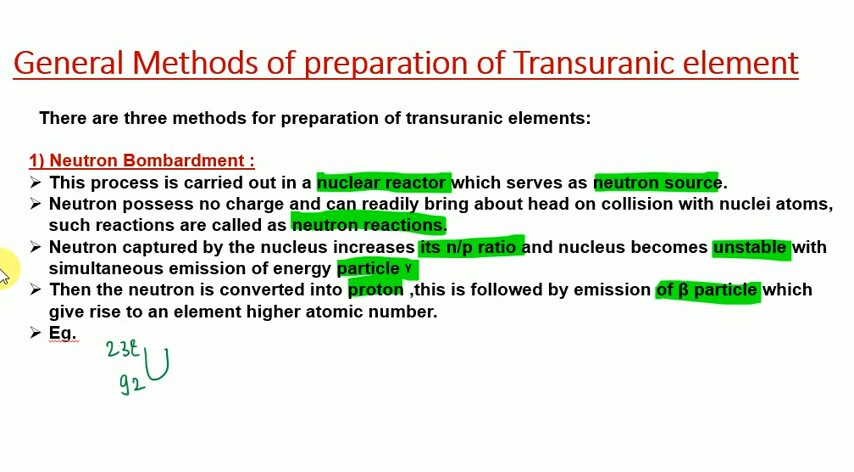 General Methods of preparation of Transuranic element
There are three methods for preparation of transuranic elements:
1) Neutron Bombardment :
➢ This process is carried out in a nuclear reactor which serves as neutron source.
➢ Neutron possess no charge and can readily bring about head on collision with nuclei atoms,
such reactions are called as neutron reactions.
➢ Neutron captured by the nucleus increases its n/p ratio and nucleus becomes unstable with
simultaneous emission of energy particle γ
➢ Then the neutron is converted into proton ,this is followed by emission of β particle which
give rise to an element higher atomic number.
➢ Eg.
U
92